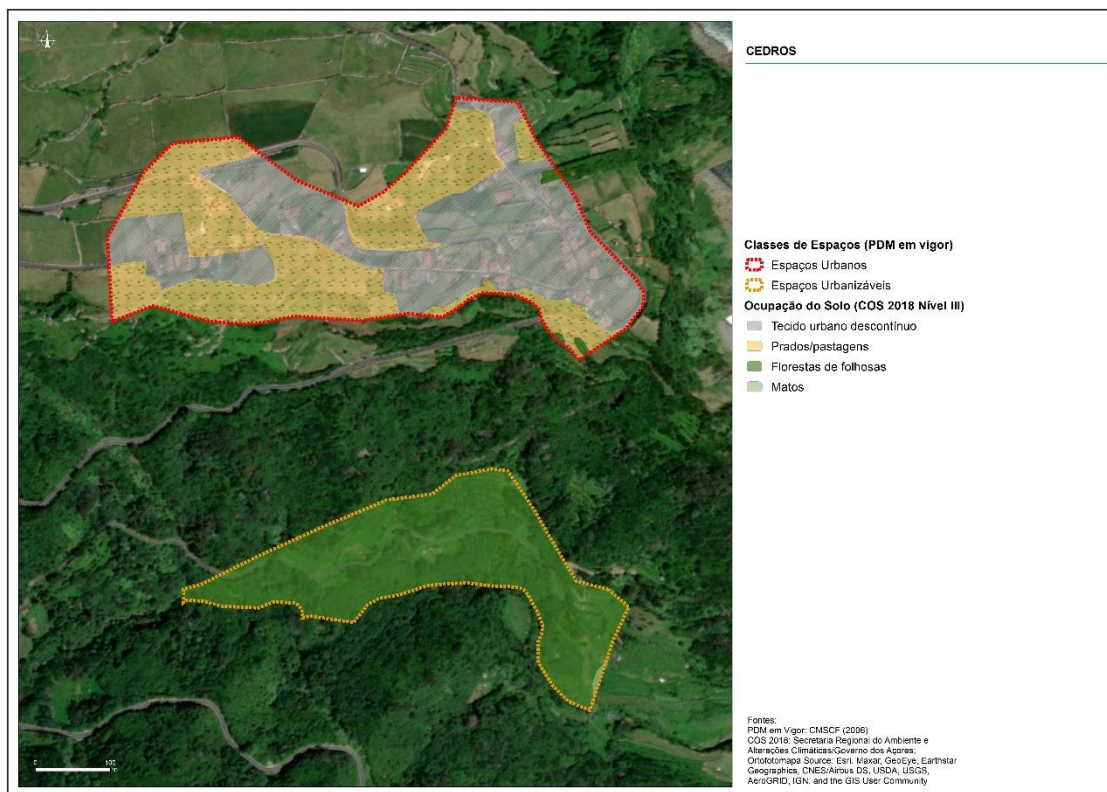 CEDROS
Classes de Espaços (PDM em vigor)
Espaços Urbanos
Espaços Urbanizáveis
Ocupação do Solo (COS 2018 Nível III)
Tecido urbano descontínuo
Prados/pastagens
Florestas de folhosas
Matos
Fontes:
PDM em Vigor: CMSCF (2006)
COS 2018: Secretaria Regional do Ambiente e
Alterações Climáticas/Governo dos Açores;
Ortofotomapa Source: Esri, Maxar, GeoEye, Earthstar
Geographics, CNES/Airbus DS, USDA, USGS,
AeroGRID, IGN, and the GIS User Community
0 100
m